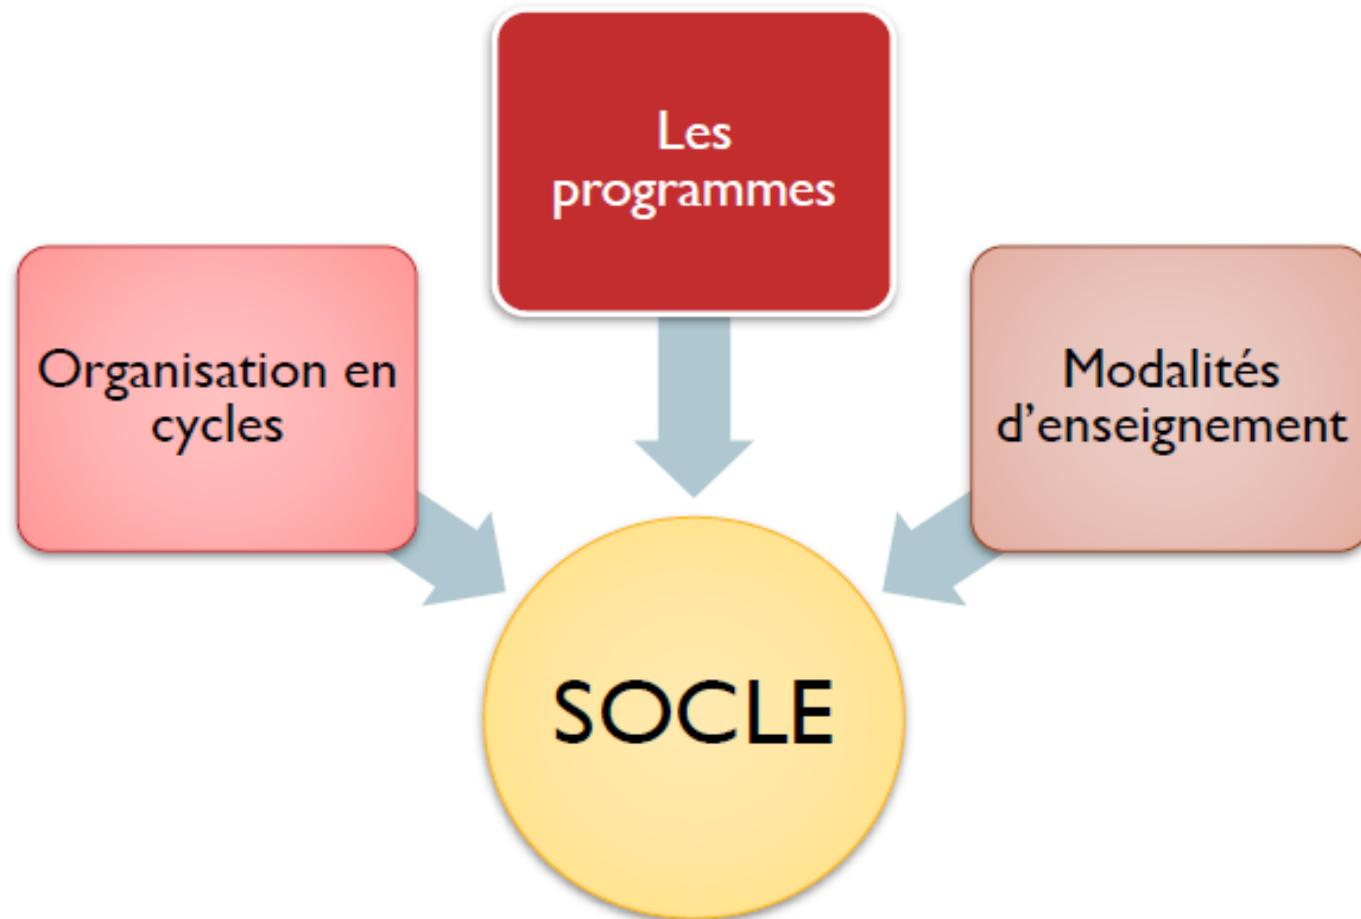 Les
programmes
Organisation en
cycles
Modalités
d’enseignement
SOCLE